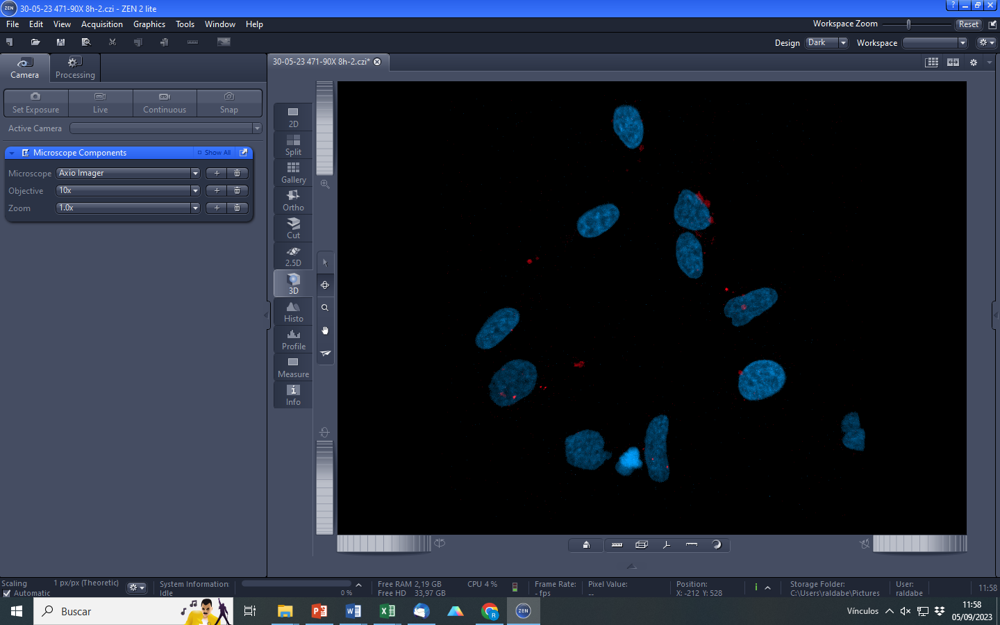 ZEN 30-05-23 471-90X 8h-2.czi - ZEN 2 lite
File Edit View Acquisition Graphics Tools Window Help
Workspace Zoom Reset
Design Dark Workspace
Camera
Processing
30-05-23 471-90X 8h-2.czi*
Set Exposure Live Continuous Snap
Active Camera
Microscope Components Show All
Microscope Axio Imager
Objective 10x
Zoom 1.0x
2D
Split
Gallery
Ortho
Cut
2.5D
3D
Histo
Profile
Measure
Info
Scaling 1 px/px (Theoretic)
Automatic
System Information:
Idle
0 %
Free RAM 2,19 GB
Free HD 33,97 GB
CPU 4 %
Frame Rate:
- fps
Pixel Value:
--
Position:
X: -212 Y: 528
Storage Folder:
C:\Users\raldabe\Pictures
User:
raldabe
11:58
Buscar
ZEN
Vínculos
11:58
05/09/2023